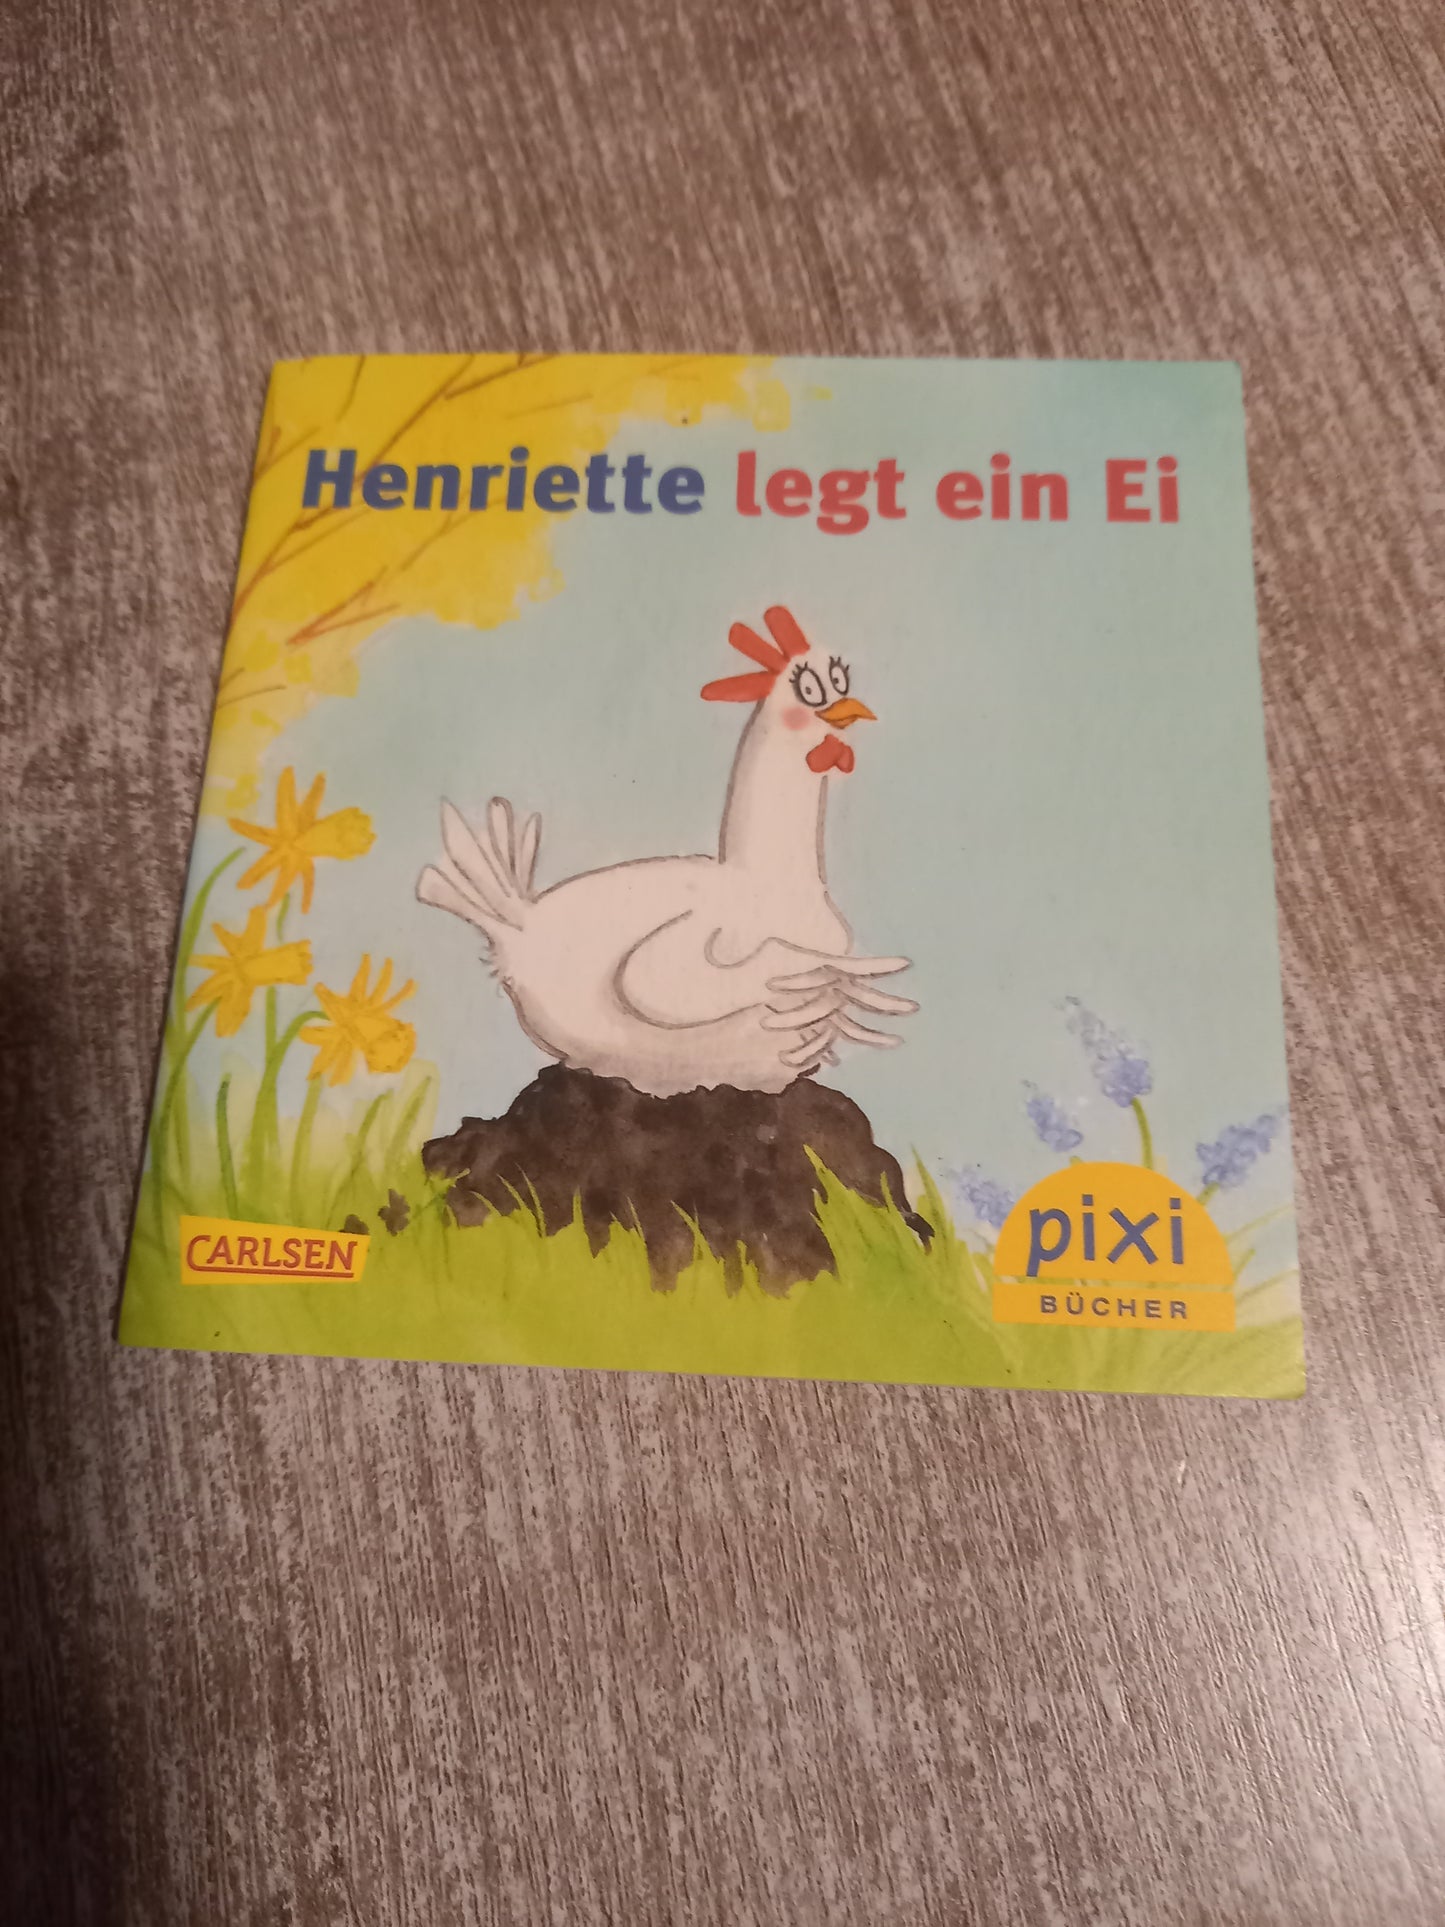 Henriette legt ein Ei
CARLSEN
pixi
BÜCHER